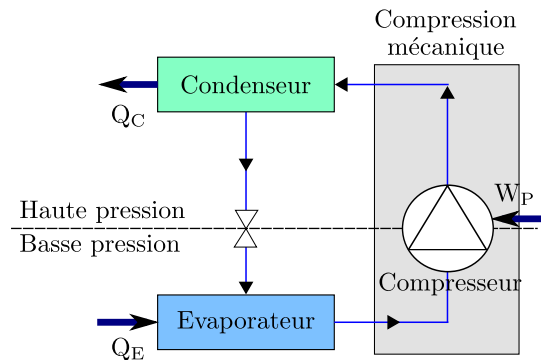 Compression
mécanique
Condenseur
Q_C
W_P
Haute pression
Basse pression
Compresseur
Evaporateur
Q_E